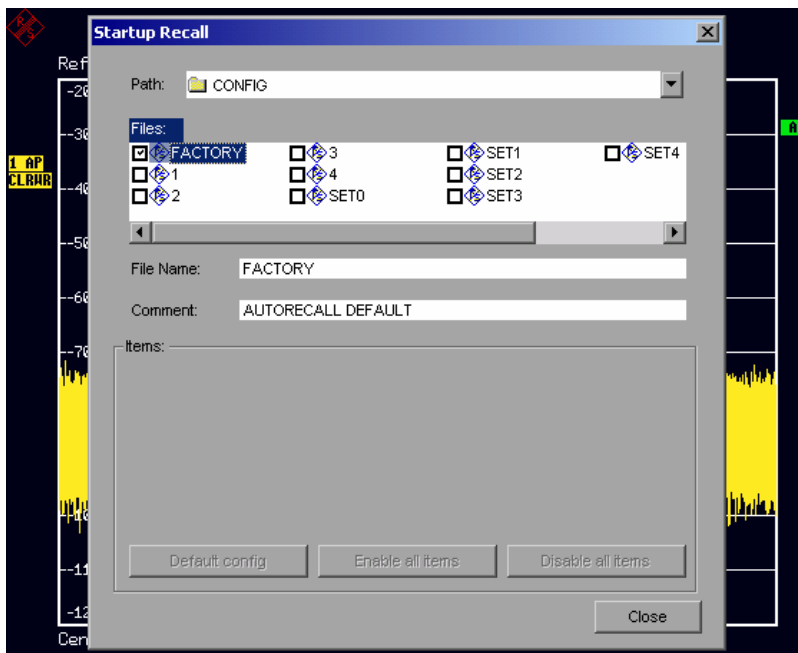 Startup Recall
Ref
Path: CONFIG
-20
Files:
-30
A
FACTORY 3 SET1 SET4
1 AP
1 4 SET2
CLRWR
-40
2 SET0 SET3
-50
File Name: FACTORY
-60
Comment: AUTORECALL DEFAULT
-70
Items:
Default config Enable all items Disable all items
-11
-12
Close
Cen